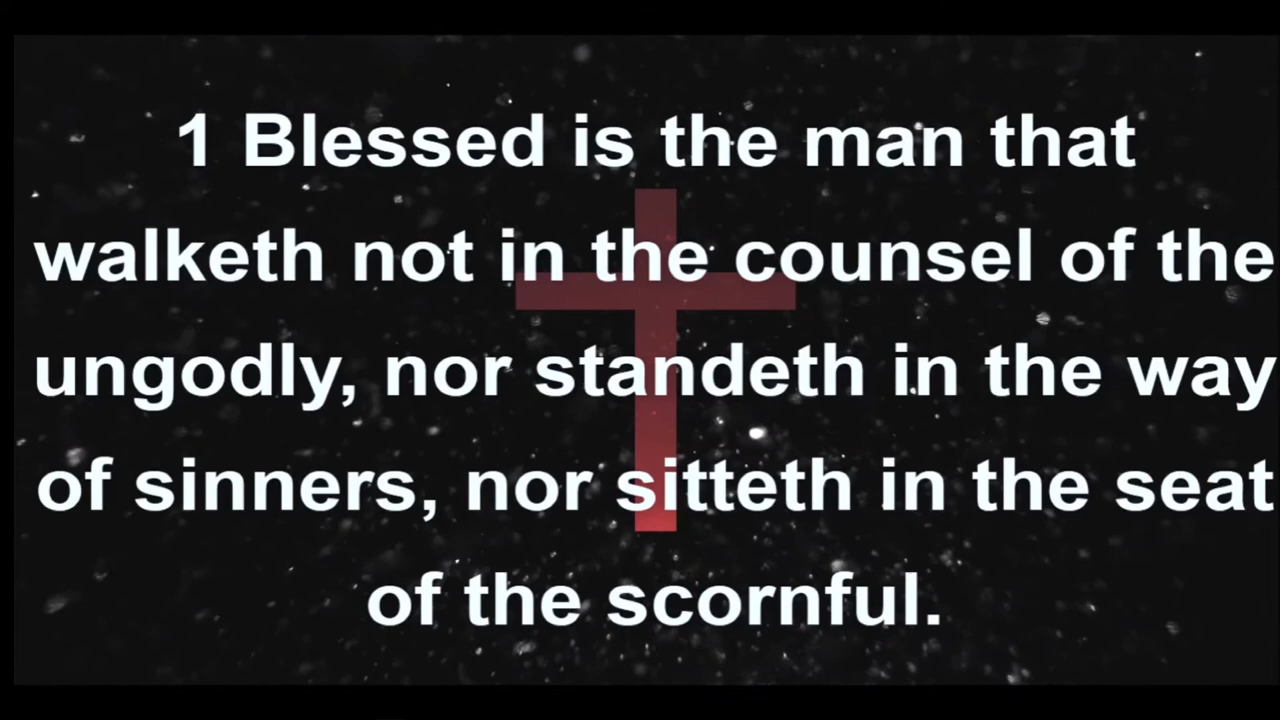 1 Blessed is the man that
walketh not in the counsel of the
ungodly, nor standeth in the way
of sinners, nor sitteth in the seat
of the scornful.